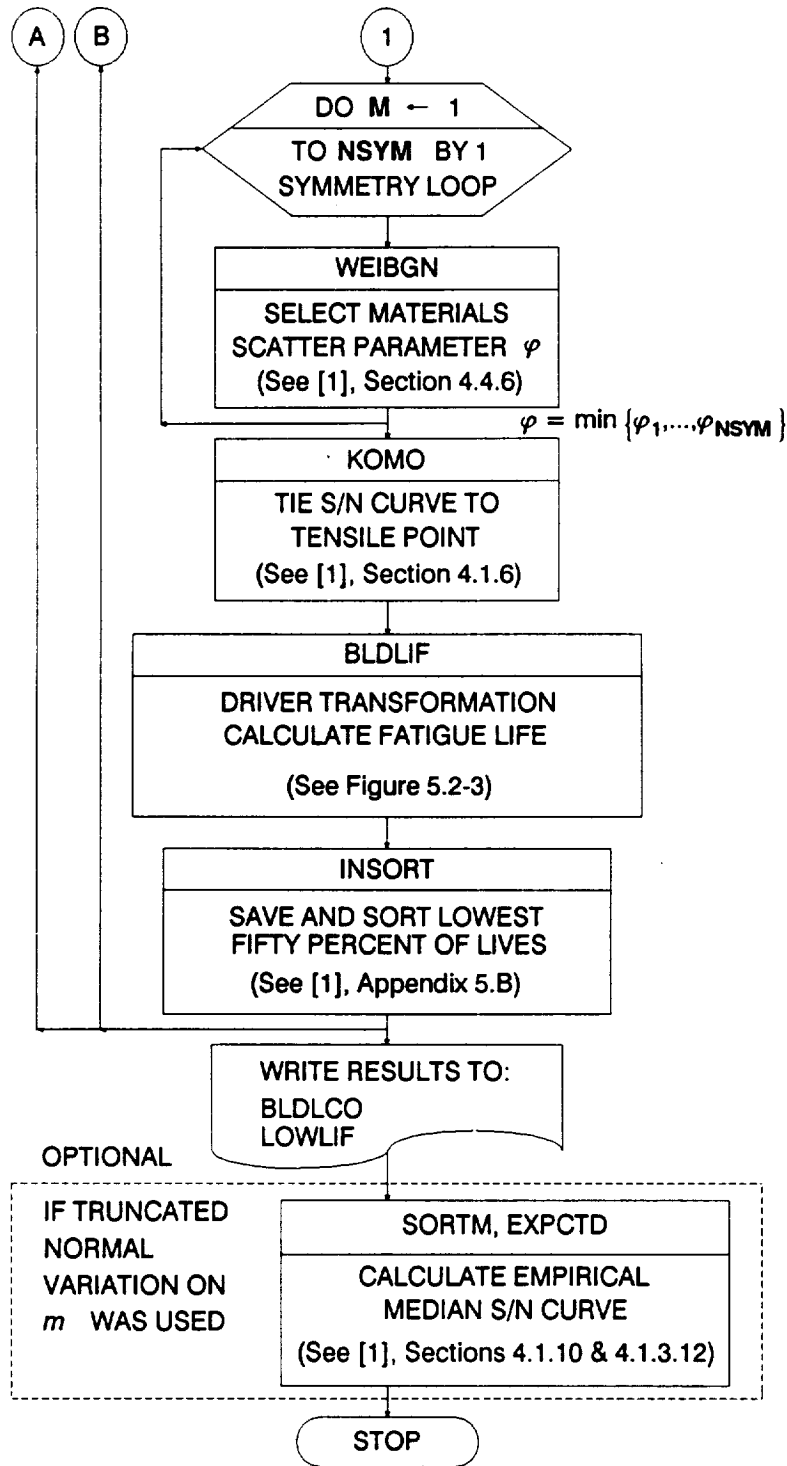 A B 1
DO M ← 1
TO NSYM BY 1
SYMMETRY LOOP
WEIBGN
SELECT MATERIALS
SCATTER PARAMETER φ
(See [1], Section 4.4.6)
φ = min {φ1,...,φNSYM}
KOMO
TIE S/N CURVE TO
TENSILE POINT
(See [1], Section 4.1.6)
BLDLIF
DRIVER TRANSFORMATION
CALCULATE FATIGUE LIFE
(See Figure 5.2-3)
INSORT
SAVE AND SORT LOWEST
FIFTY PERCENT OF LIVES
(See [1], Appendix 5.B)
WRITE RESULTS TO:
BLDLCO
LOWLIF
OPTIONAL
IF TRUNCATED
NORMAL
VARIATION ON
m WAS USED
SORTM, EXPCTD
CALCULATE EMPIRICAL
MEDIAN S/N CURVE
(See [1], Sections 4.1.10 & 4.1.3.12)
STOP